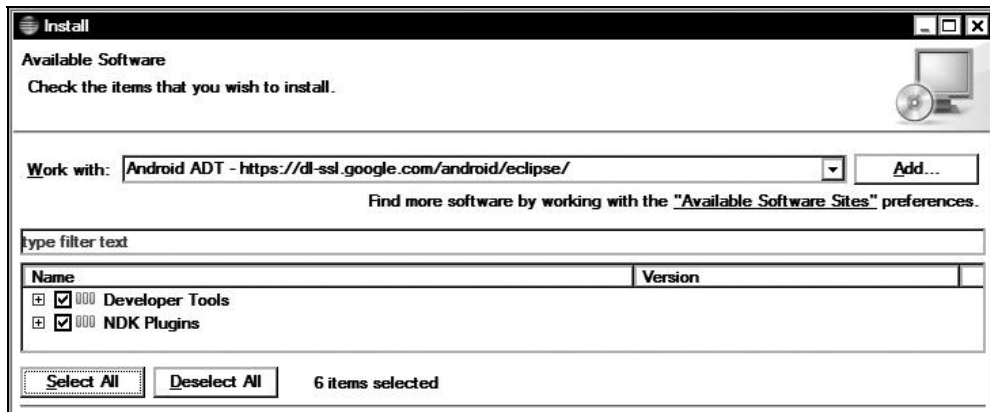 Install
Available Software
Check the items that you wish to install.
Work with: Android ADT - https://dl-ssl.google.com/android/eclipse/ Add...
Find more software by working with the "Available Software Sites" preferences.
type filter text
Name Version
Developer Tools
NDK Plugins
Select All Deselect All 6 items selected